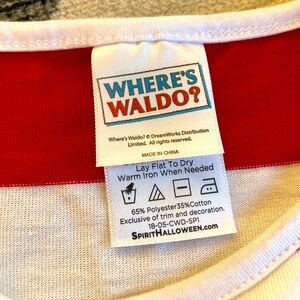 WHERE'S
WALDO?
Where's Waldo? © DreamWorks Distribution
Limited. All rights reserved.
MADE IN CHINA
Lay Flat To Dry
Warm Iron When Needed
65% Polyester35%Cotton
Exclusive of trim and decoration.
18-05-CWD-SP1
SPIRITHALLOWEEN.COM